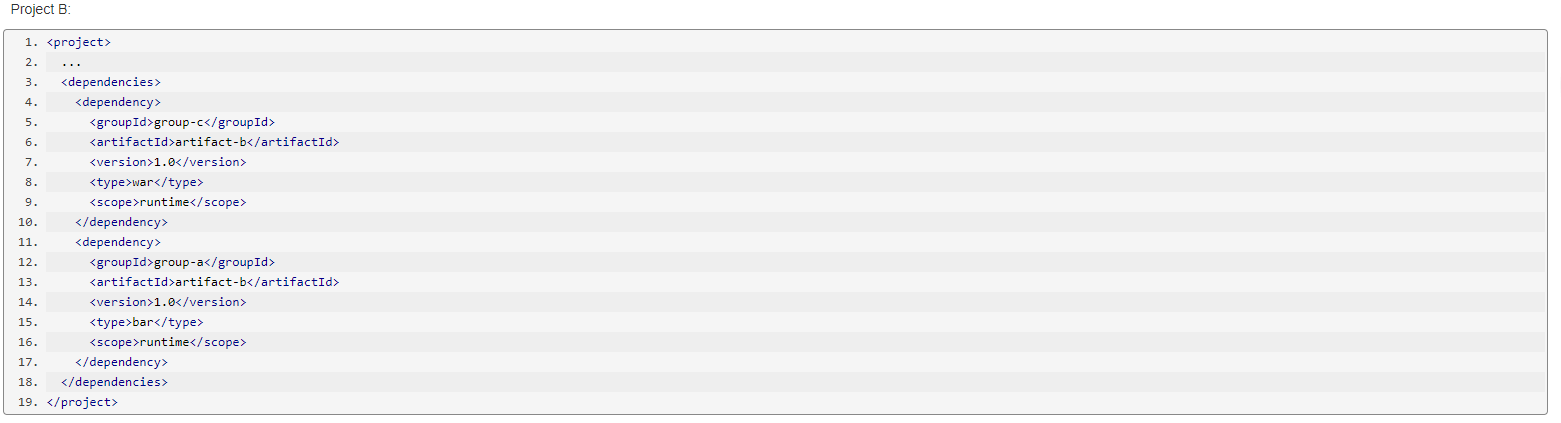 Project B:
1. <project>
2.   ...
3.   <dependencies>
4.     <dependency>
5.       <groupId>group-c</groupId>
6.       <artifactId>artifact-b</artifactId>
7.       <version>1.0</version>
8.       <type>war</type>
9.       <scope>runtime</scope>
10.     </dependency>
11.     <dependency>
12.       <groupId>group-a</groupId>
13.       <artifactId>artifact-b</artifactId>
14.       <version>1.0</version>
15.       <type>bar</type>
16.       <scope>runtime</scope>
17.     </dependency>
18.   </dependencies>
19. </project>